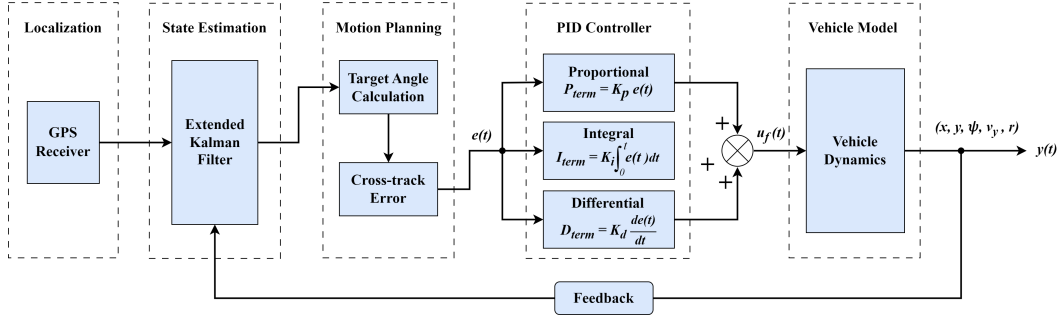 Localization
State Estimation
Motion Planning
PID Controller
Vehicle Model
GPS
Receiver
Extended
Kalman
Filter
Target Angle
Calculation
Cross-track
Error
e(t)
Proportional
P_term = K_p e(t)
Integral
I_term = K_i ∫_0^t e(t)dt
Differential
D_term = K_d de(t)/dt
+
+
+
u_f(t)
Vehicle
Dynamics
(x, y, ψ, v_y, r)
y(t)
Feedback